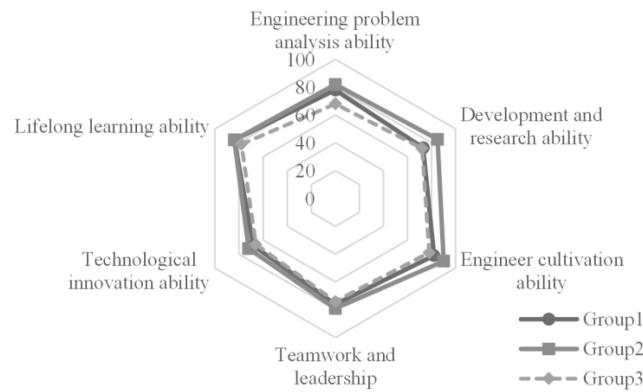 Engineering problem
analysis ability
100
80
60
40
20
0
Development and
research ability
Engineer cultivation
ability
Teamwork and
leadership
Technological
innovation ability
Lifelong learning ability
Group1
Group2
Group3